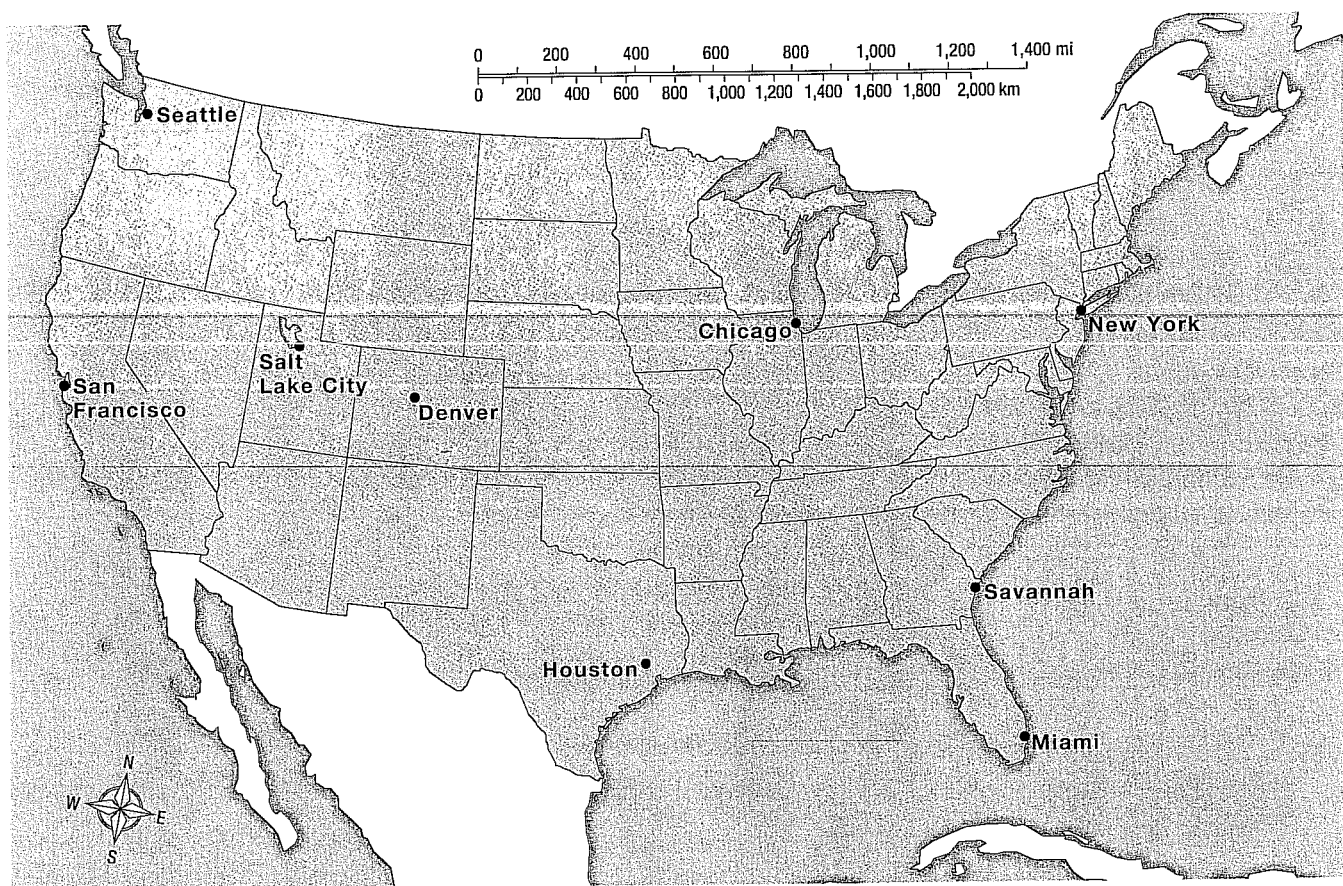 0 200 400 600 800 1,000 1,200 1,400 mi
0 200 400 600 800 1,000 1,200 1,400 1,600 1,800 2,000 km
Seattle
New York
Chicago
Salt
Lake City
San
Francisco
Denver
Savannah
Houston
Miami
N
W
E
S